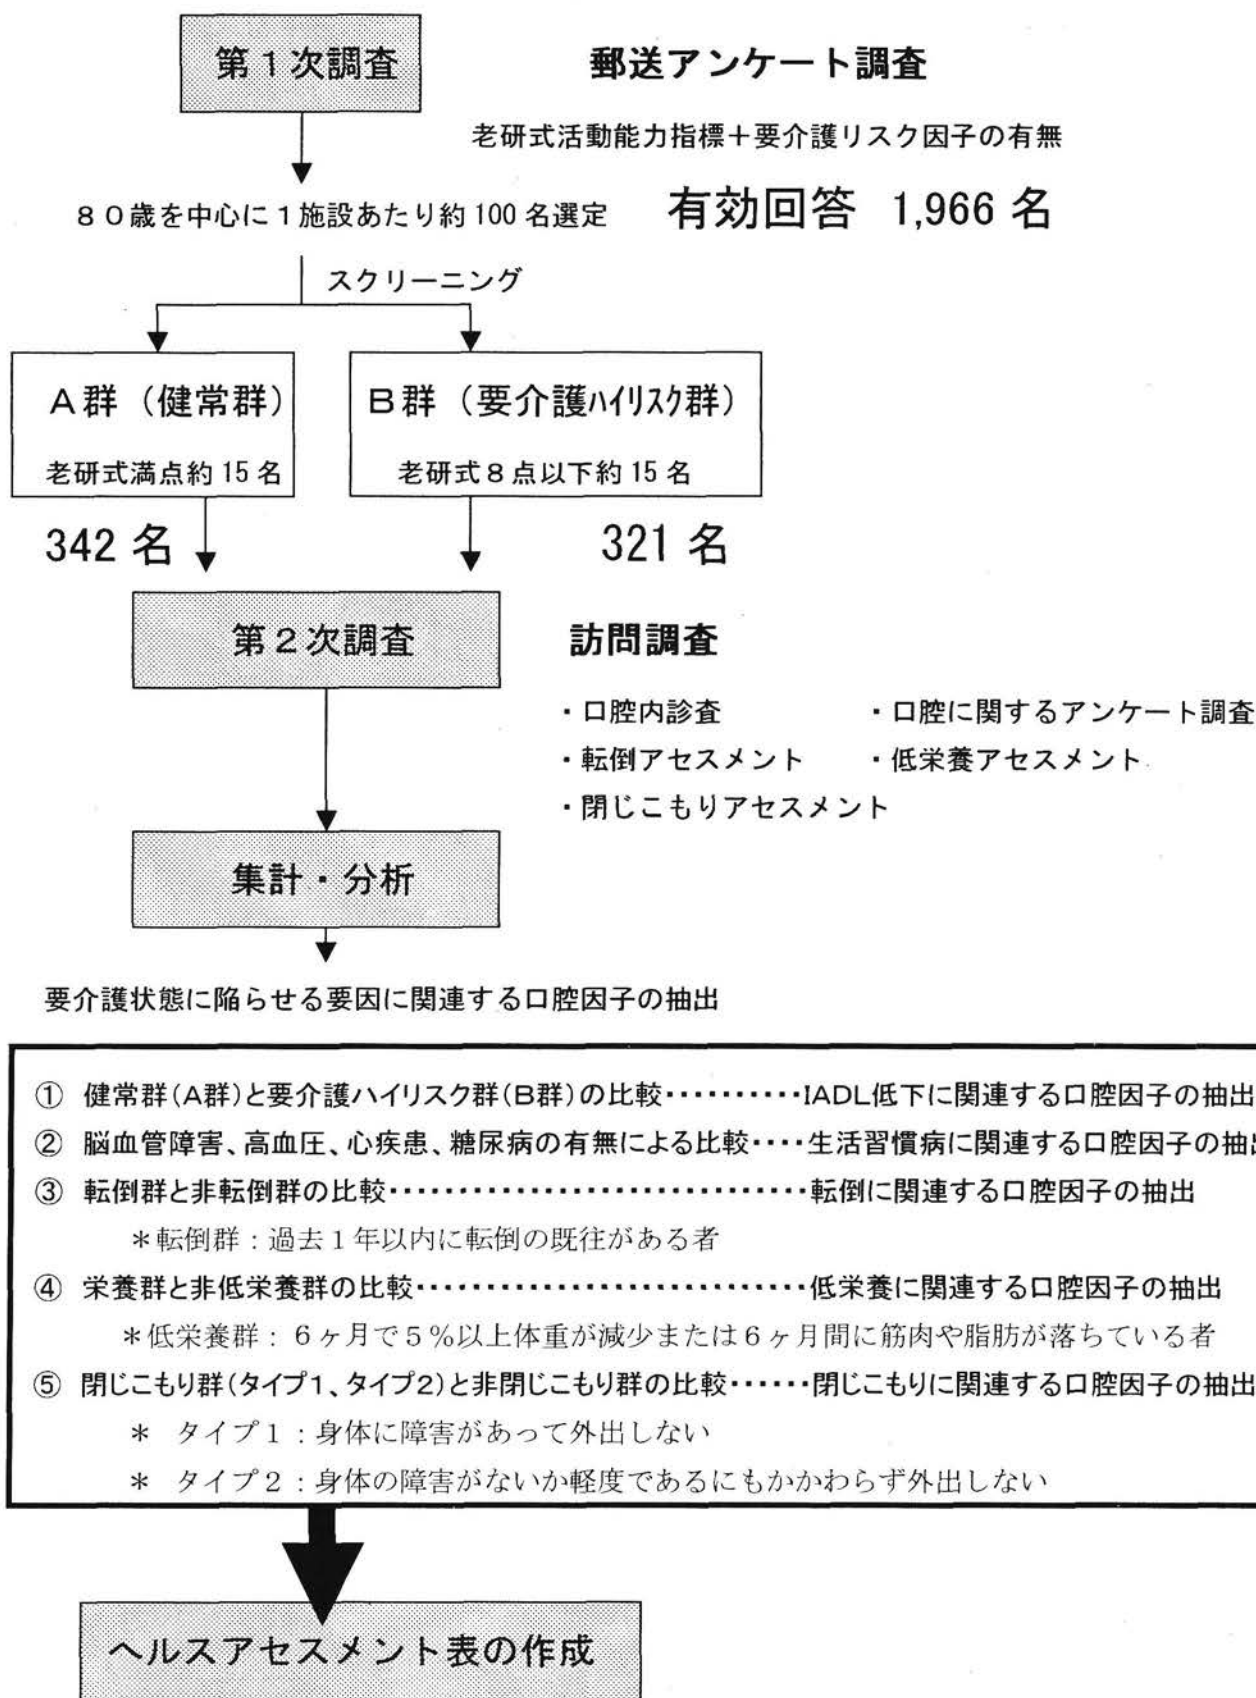 第１次調査
郵送アンケート調査
老研式活動能力指標＋要介護リスク因子の有無
８０歳を中心に１施設あたり約100名選定
有効回答 1,966名
スクリーニング
Ａ群（健常群）
老研式満点約15名
Ｂ群（要介護ﾊｲﾘｽｸ群）
老研式８点以下約15名
342名
321名
第２次調査
訪問調査
・口腔内診査 ・口腔に関するアンケート調査
・転倒アセスメント ・低栄養アセスメント
・閉じこもりアセスメント
集計・分析
要介護状態に陥らせる要因に関連する口腔因子の抽出
① 健常群(A群)と要介護ハイリスク群(B群)の比較‥‥‥‥‥IADL低下に関連する口腔因子の抽出
② 脳血管障害、高血圧、心疾患、糖尿病の有無による比較‥‥生活習慣病に関連する口腔因子の抽
③ 転倒群と非転倒群の比較‥‥‥‥‥‥‥‥‥‥‥‥‥‥転倒に関連する口腔因子の抽出
＊転倒群：過去１年以内に転倒の既往がある者
④ 栄養群と非低栄養群の比較‥‥‥‥‥‥‥‥‥‥‥‥‥低栄養に関連する口腔因子の抽出
＊低栄養群：６ヶ月で５％以上体重が減少または６ヶ月間に筋肉や脂肪が落ちている者
⑤ 閉じこもり群(タイプ1、タイプ2)と非閉じこもり群の比較‥‥‥閉じこもりに関連する口腔因子の抽出
＊ タイプ１：身体に障害があって外出しない
＊ タイプ２：身体の障害がないか軽度であるにもかかわらず外出しない
ヘルスアセスメント表の作成